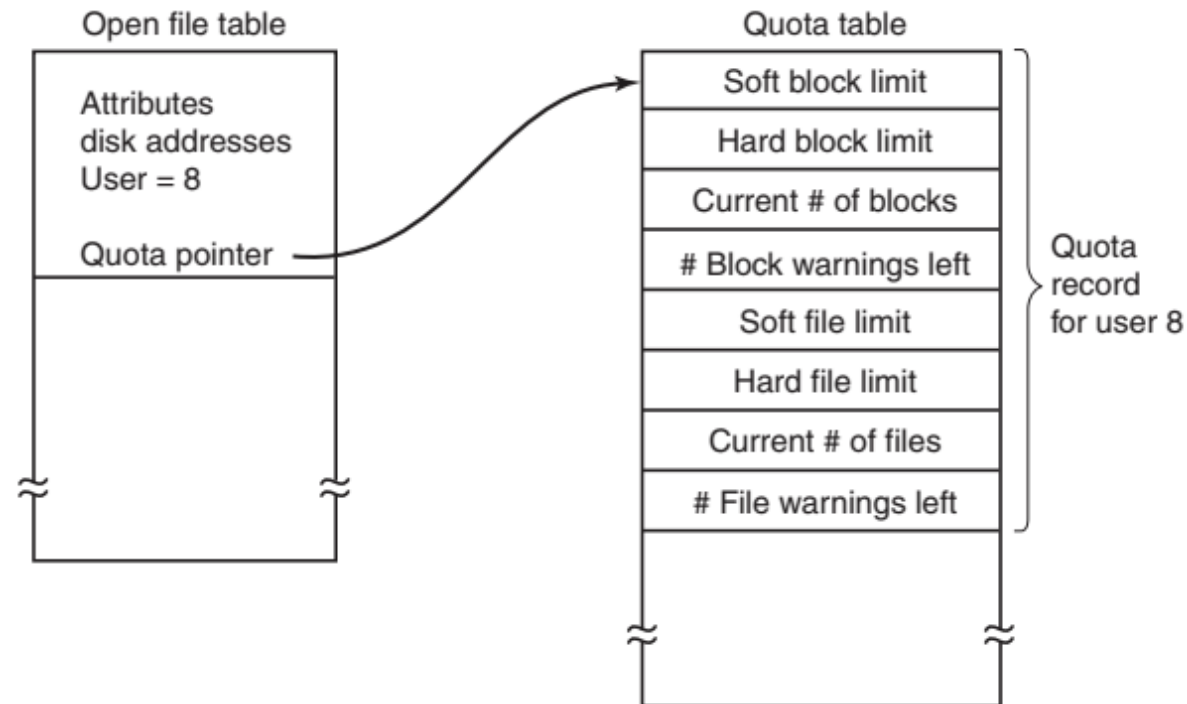 Open file table
Attributes
disk addresses
User = 8
Quota pointer
Quota table
Soft block limit
Hard block limit
Current # of blocks
# Block warnings left
Soft file limit
Hard file limit
Current # of files
# File warnings left
Quota
record
for user 8